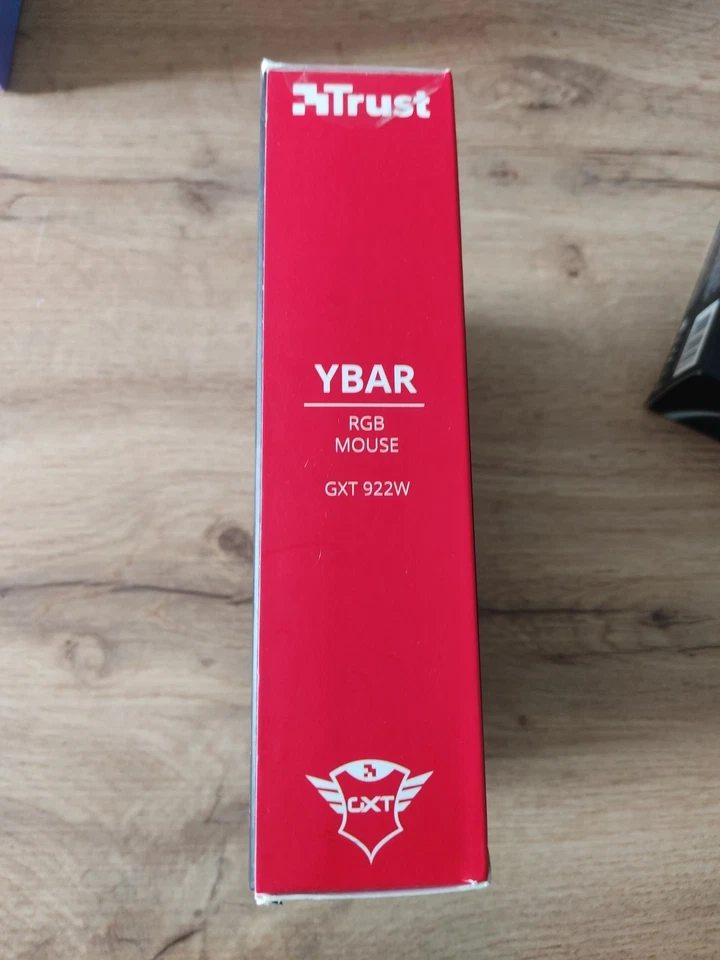 Trust
YBAR
RGB
MOUSE
GXT 922W
GXT